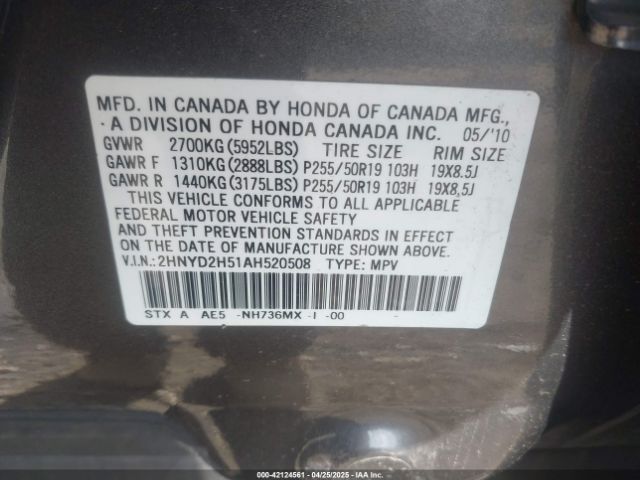 MFD. IN CANADA BY HONDA OF CANADA MFG.,
A DIVISION OF HONDA CANADA INC. 05/'10
GVWR 2700KG(5952LBS) TIRE SIZE RIM SIZE
GAWR F 1310KG(2888LBS) P255/50R19 103H 19X8.5J
GAWR R 1440KG(3175LBS) P255/50R19 103H 19X8.5J
THIS VEHICLE CONFORMS TO ALL APPLICABLE
FEDERAL MOTOR VEHICLE SAFETY
AND THEFT PREVENTION STANDARDS IN EFFECT
ON THE DATE OF MANUFACTURE SHOWN ABOVE.
V.I.N.:2HNYD2H51AH520508 TYPE: MPV
STX A AE5 -NH736MX -I -00 -
000-42124561 - 04/25/2025 - IAA Corp.